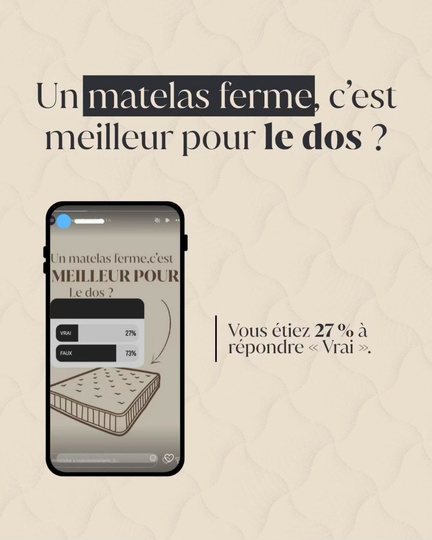 Un matelas ferme, c'est
meilleur pour le dos ?
Un matelas ferme,c'est
MEILLEUR POUR
Le dos ?
VRAI 27%
FAUX 73%
Vous étiez 27 % à
répondre « Vrai ».